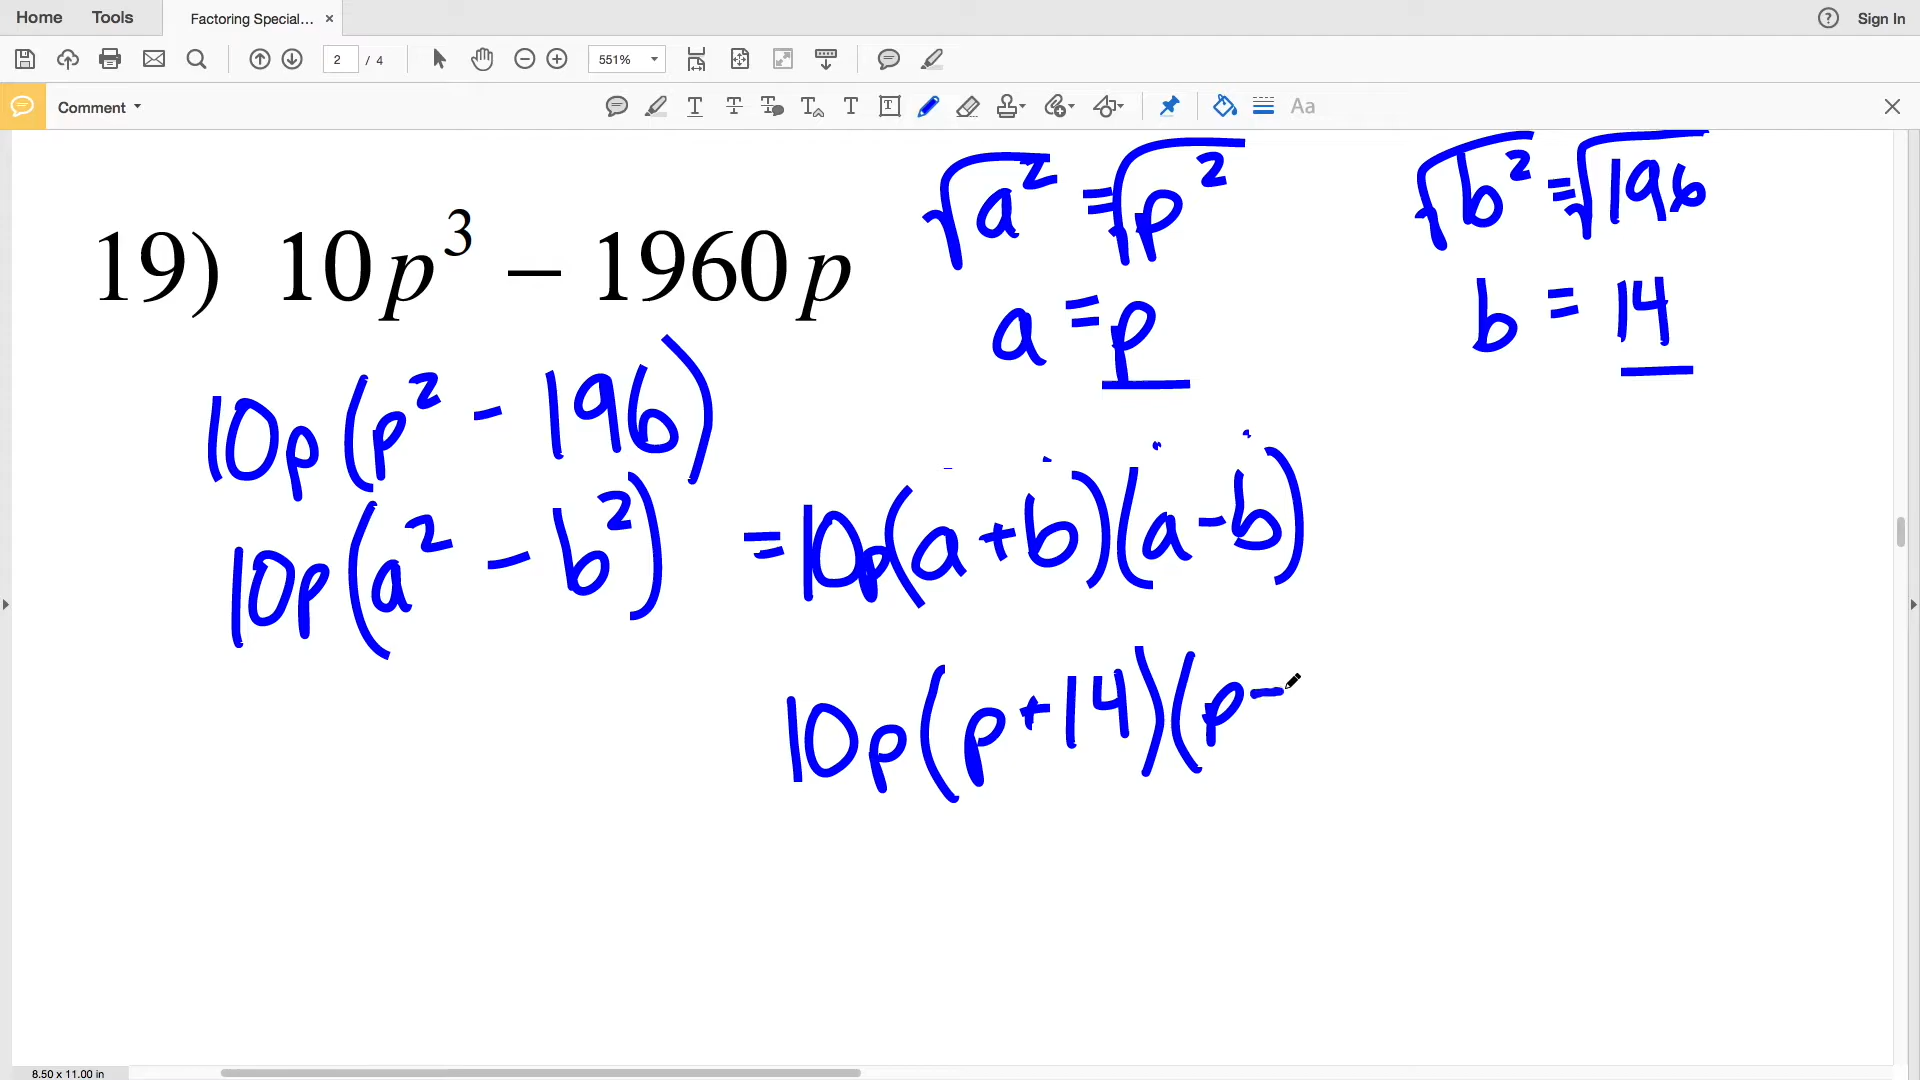 Home Tools Factoring Special... × ? Sign In
2 / 4 551%
Comment T T T T T T Aa
√a² = √p² √b² = √196
19) 10p³ − 1960p
a = p b = 14
10p(p² - 196)
10p(a² - b²) = 10p(a+b)(a-b)
10p(p+14)(p-
8.50 x 11.00 in